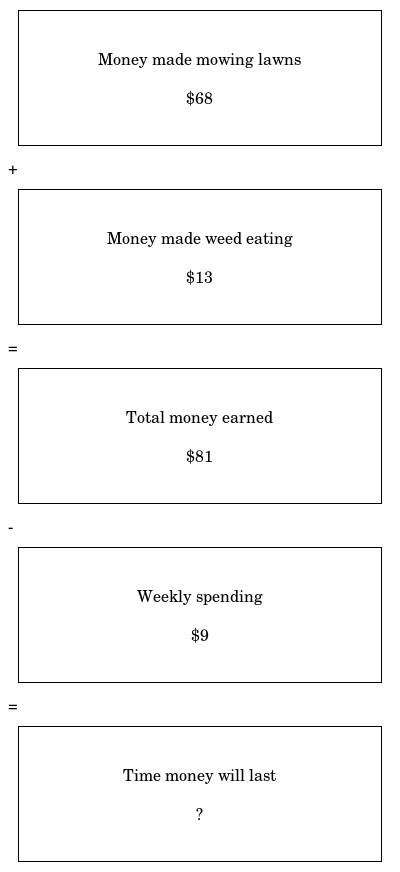 Money made mowing lawns
$68
+
Money made weed eating
$13
=
Total money earned
$81
-
Weekly spending
$9
=
Time money will last
?